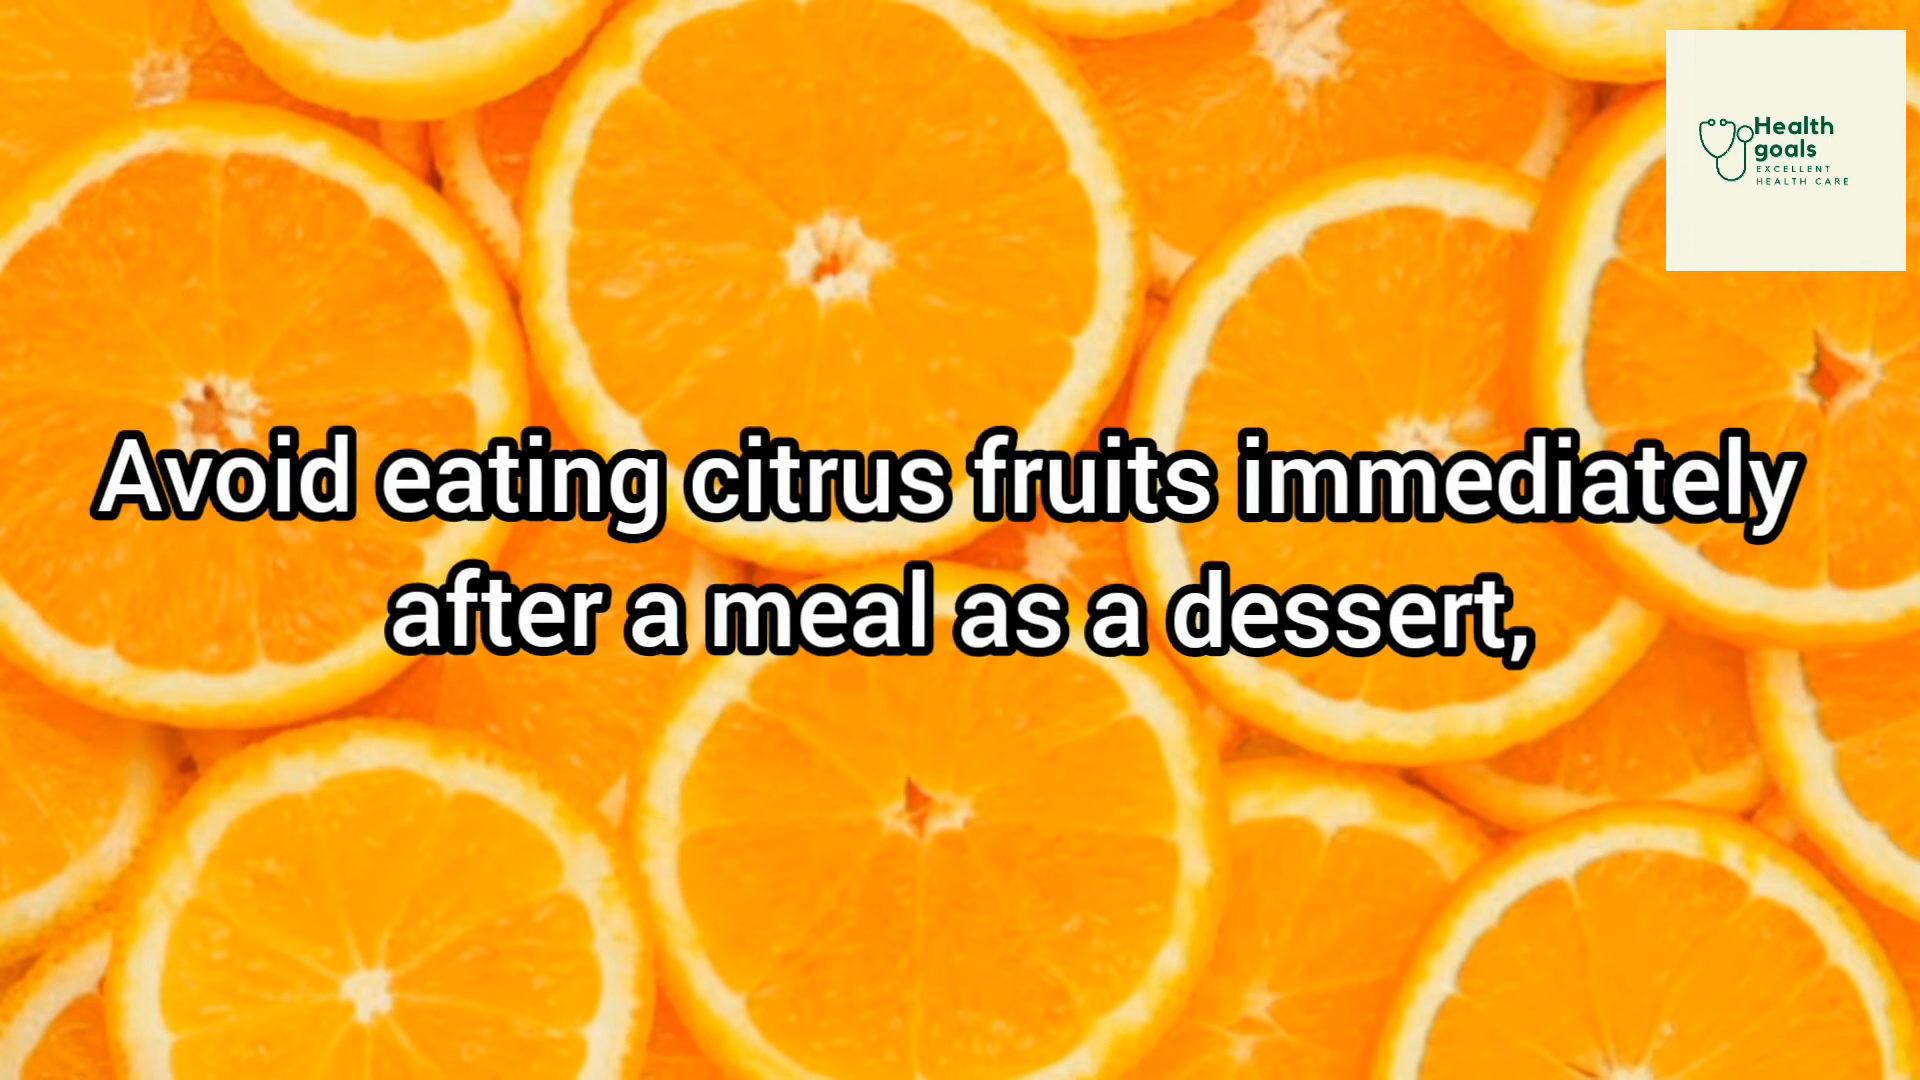 Health
goals
EXCELLENT
HEALTH CARE
Avoid eating citrus fruits immediately
after a meal as a dessert,